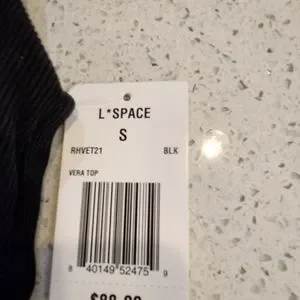 L*SPACE
S
RHVET21 BLK
VERA TOP
8 40149 52475 9